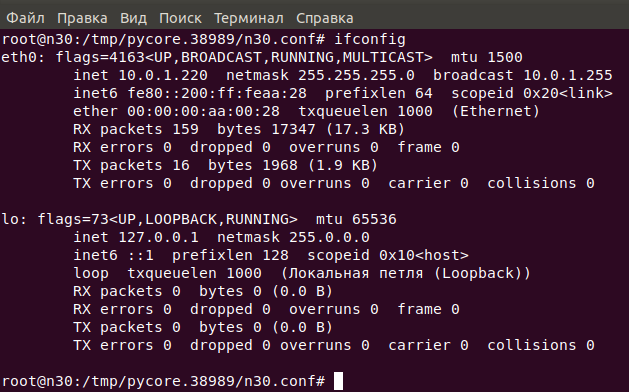 Файл Правка Вид Поиск Терминал Справка
root@n30:/tmp/pycore.38989/n30.conf# ifconfig
eth0: flags=4163<UP,BROADCAST,RUNNING,MULTICAST>  mtu 1500
        inet 10.0.1.220  netmask 255.255.255.0  broadcast 10.0.1.255
        inet6 fe80::200:ff:feaa:28  prefixlen 64  scopeid 0x20<link>
        ether 00:00:00:aa:00:28  txqueuelen 1000  (Ethernet)
        RX packets 159  bytes 17347 (17.3 KB)
        RX errors 0  dropped 0  overruns 0  frame 0
        TX packets 16  bytes 1968 (1.9 KB)
        TX errors 0  dropped 0 overruns 0  carrier 0  collisions 0
lo: flags=73<UP,LOOPBACK,RUNNING>  mtu 65536
        inet 127.0.0.1  netmask 255.0.0.0
        inet6 ::1  prefixlen 128  scopeid 0x10<host>
        loop  txqueuelen 1000  (Локальная петля (Loopback))
        RX packets 0  bytes 0 (0.0 B)
        RX errors 0  dropped 0  overruns 0  frame 0
        TX packets 0  bytes 0 (0.0 B)
        TX errors 0  dropped 0 overruns 0  carrier 0  collisions 0
root@n30:/tmp/pycore.38989/n30.conf#